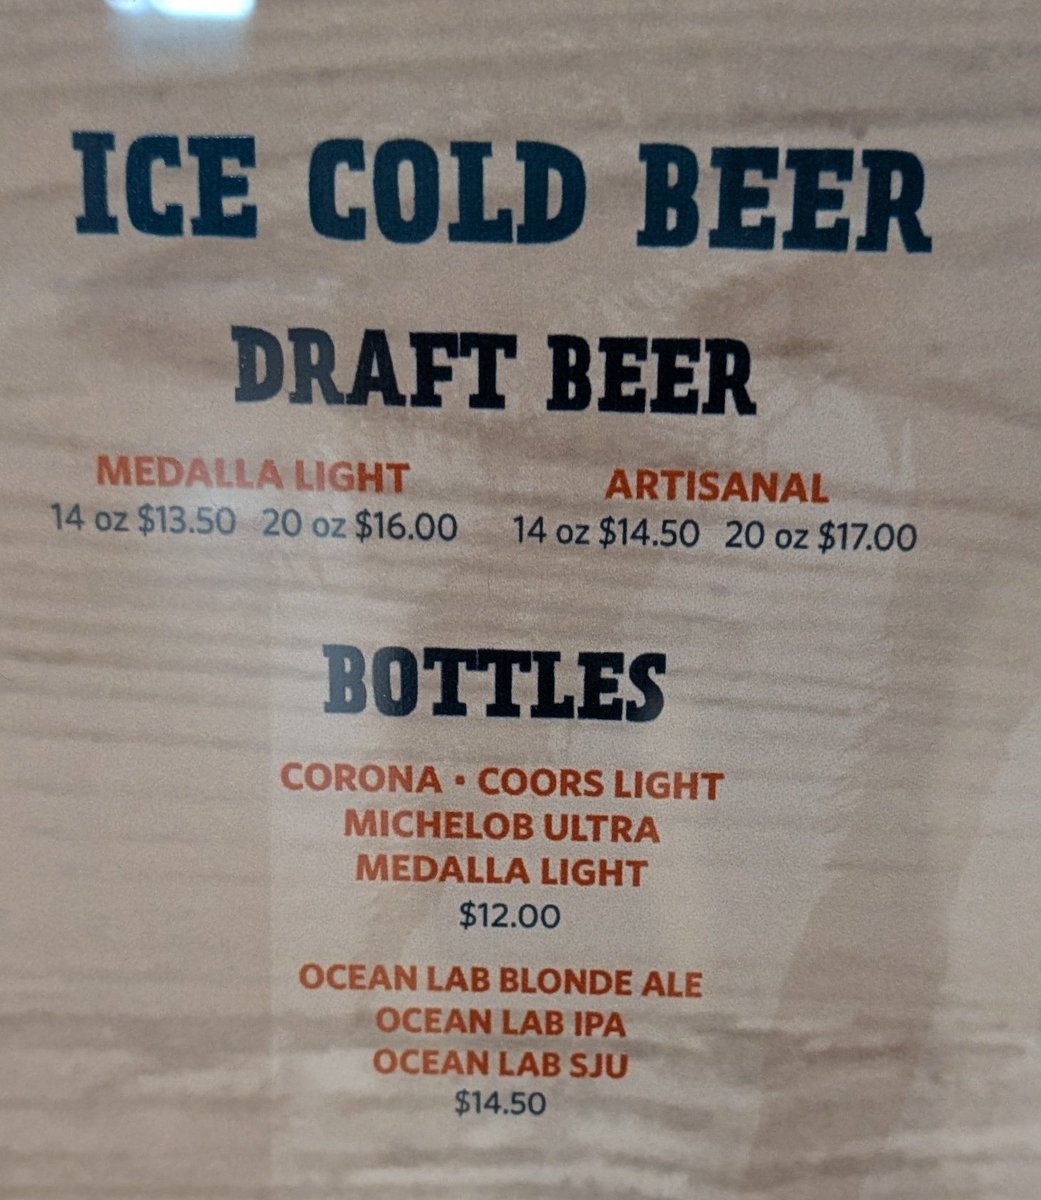 ICE COLD BEER
DRAFT BEER
MEDALLA LIGHT ARTISANAL
14 oz $13.50 20 oz $16.00 14 oz $14.50 20 oz $17.00
BOTTLES
CORONA · COORS LIGHT
MICHELOB ULTRA
MEDALLA LIGHT
$12.00
OCEAN LAB BLONDE ALE
OCEAN LAB IPA
OCEAN LAB SJU
$14.50